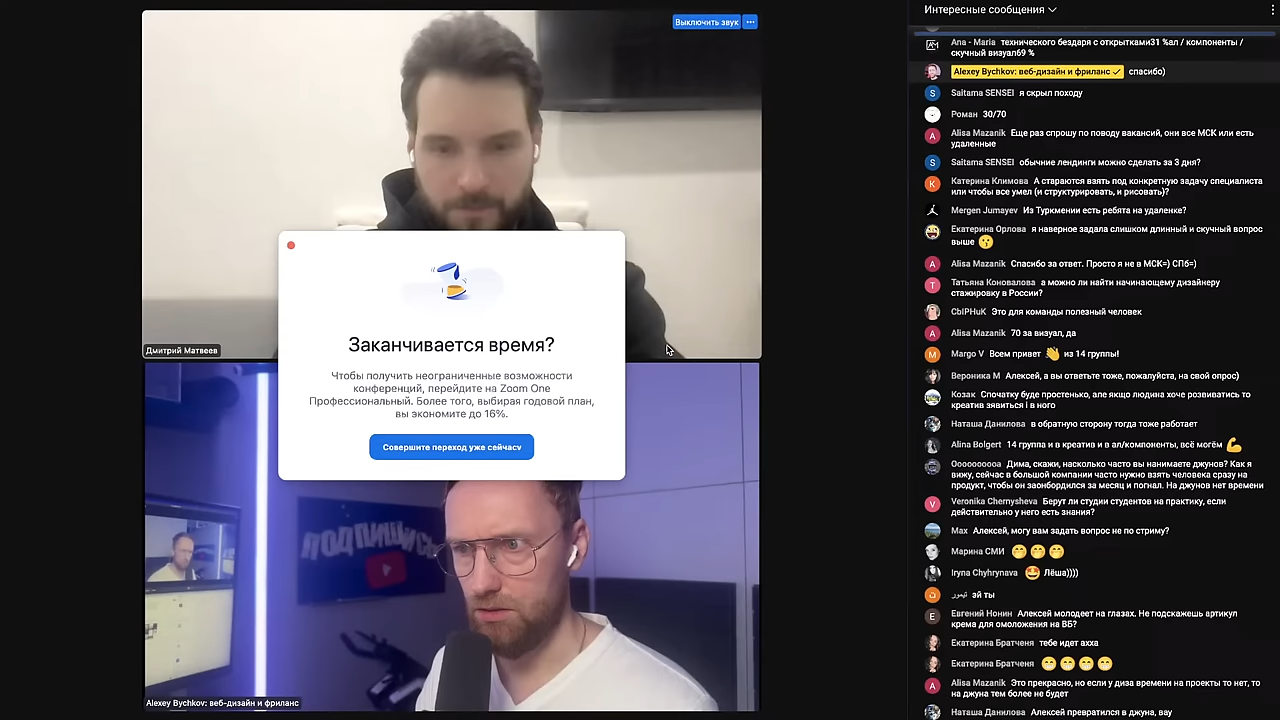 Выключить звук
Дмитрий Матвеев
Заканчивается время?
Чтобы получить неограниченные возможности
конференций, перейдите на Zoom One
Профессиональный. Более того, выбирая годовой план,
вы экономите до 16%.
Совершите переход уже сейчасу
ПОДПИШИСЬ
Alexey Bychkov: веб-дизайн и фриланс
Интересные сообщения
Ana - Maria технического бездаря с открытками31 %ал / компоненты /
скучный визуал69 %
Alexey Bychkov: веб-дизайн и фриланс спасибо)
S Saitama SENSEI я скрыл походу
Роман 30/70
A Alisa Mazanik Еще раз спрошу по поводу вакансий, они все МСК или есть
удаленные
S Saitama SENSEI обычние лендинги можно сделать за 3 дня?
К Катерина Климова А стараются взять под конкретную задачу специалиста
или чтобы все умел (и структурировать, и рисовать)?
Mergen Jumayev Из Туркмении есть ребята на удаленке?
Екатерина Орлова я наверное задала слишком длинный и скучный вопрос
выше 😗
A Alisa Mazanik Спасибо за ответ. Просто я не в МСК=) СПб=)
Т Татьяна Коновалова а можно ли найти начинающему дизайнеру
стажировку в России?
СЫРНиК Это для команды полезный человек
A Alisa Mazanik 70 за визуал, да
M Margo V Всем привет 👋 из 14 группы!
Вероника М Алексей, а вы ответьте тоже, пожалуйста, на свой опрос)
Козак Спочатку буде простенько, але якщо людина хоче розвиватись то
креатив зявиться і в ного
Наташа Данилова в обратную сторону тогда тоже работает
Alina Bolgert 14 группа и в креатив и в ал/компоненты, всё могём 💪
Оооооооооа Дима, скажи, насколько часто вы нанимаете джунов? Как я
вижу, сейчас в большой компании часто нужно взять человека сразу на
продукт, чтобы он заонбордился за месяц и погнал. На джунов нет времени
V Veronika Chernysheva Берут ли студии студентов на практику, если
действительно у него есть знания?
Max Алексей, могу вам задать вопрос не по стриму?
Марина СМИ 😁 😁 😁
Iryna Chyhrynava 🤩 Лёша))))
ت تيمور эй ты
Е Евгений Нонин Алексей молодеет на глазах. Не подскажешь артикул
крема для омоложения на ВБ?
Екатерина Братченя тебе идет ахха
Екатерина Братченя 😁 😁 😁 😁
A Alisa Mazanik Это прекрасно, но если у диза времени на проекты то нет, то
на джуна тем более не будет
Наташа Данилова Алексей превратился в джуна, вау